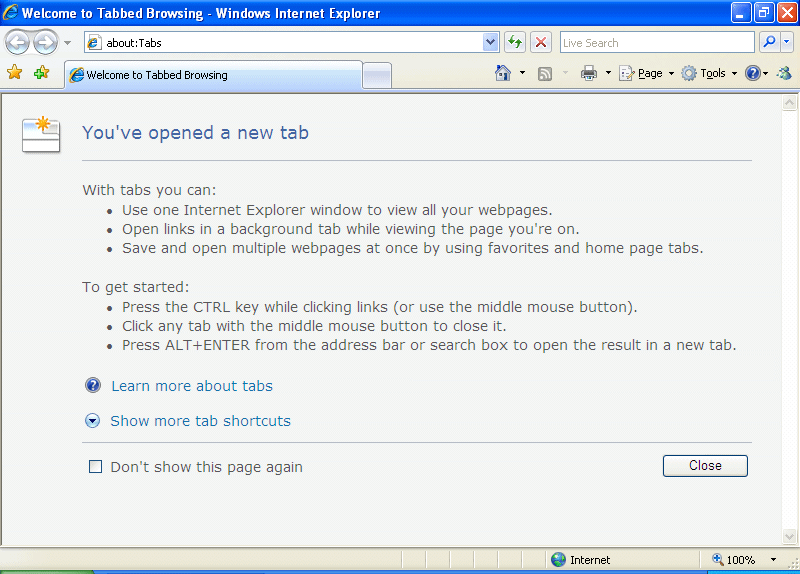 Welcome to Tabbed Browsing - Windows Internet Explorer
about:Tabs
Live Search
Welcome to Tabbed Browsing
Page
Tools
You've opened a new tab
With tabs you can:
Use one Internet Explorer window to view all your webpages.
Open links in a background tab while viewing the page you're on.
Save and open multiple webpages at once by using favorites and home page tabs.
To get started:
Press the CTRL key while clicking links (or use the middle mouse button).
Click any tab with the middle mouse button to close it.
Press ALT+ENTER from the address bar or search box to open the result in a new tab.
Learn more about tabs
Show more tab shortcuts
Don't show this page again
Close
Internet
100%